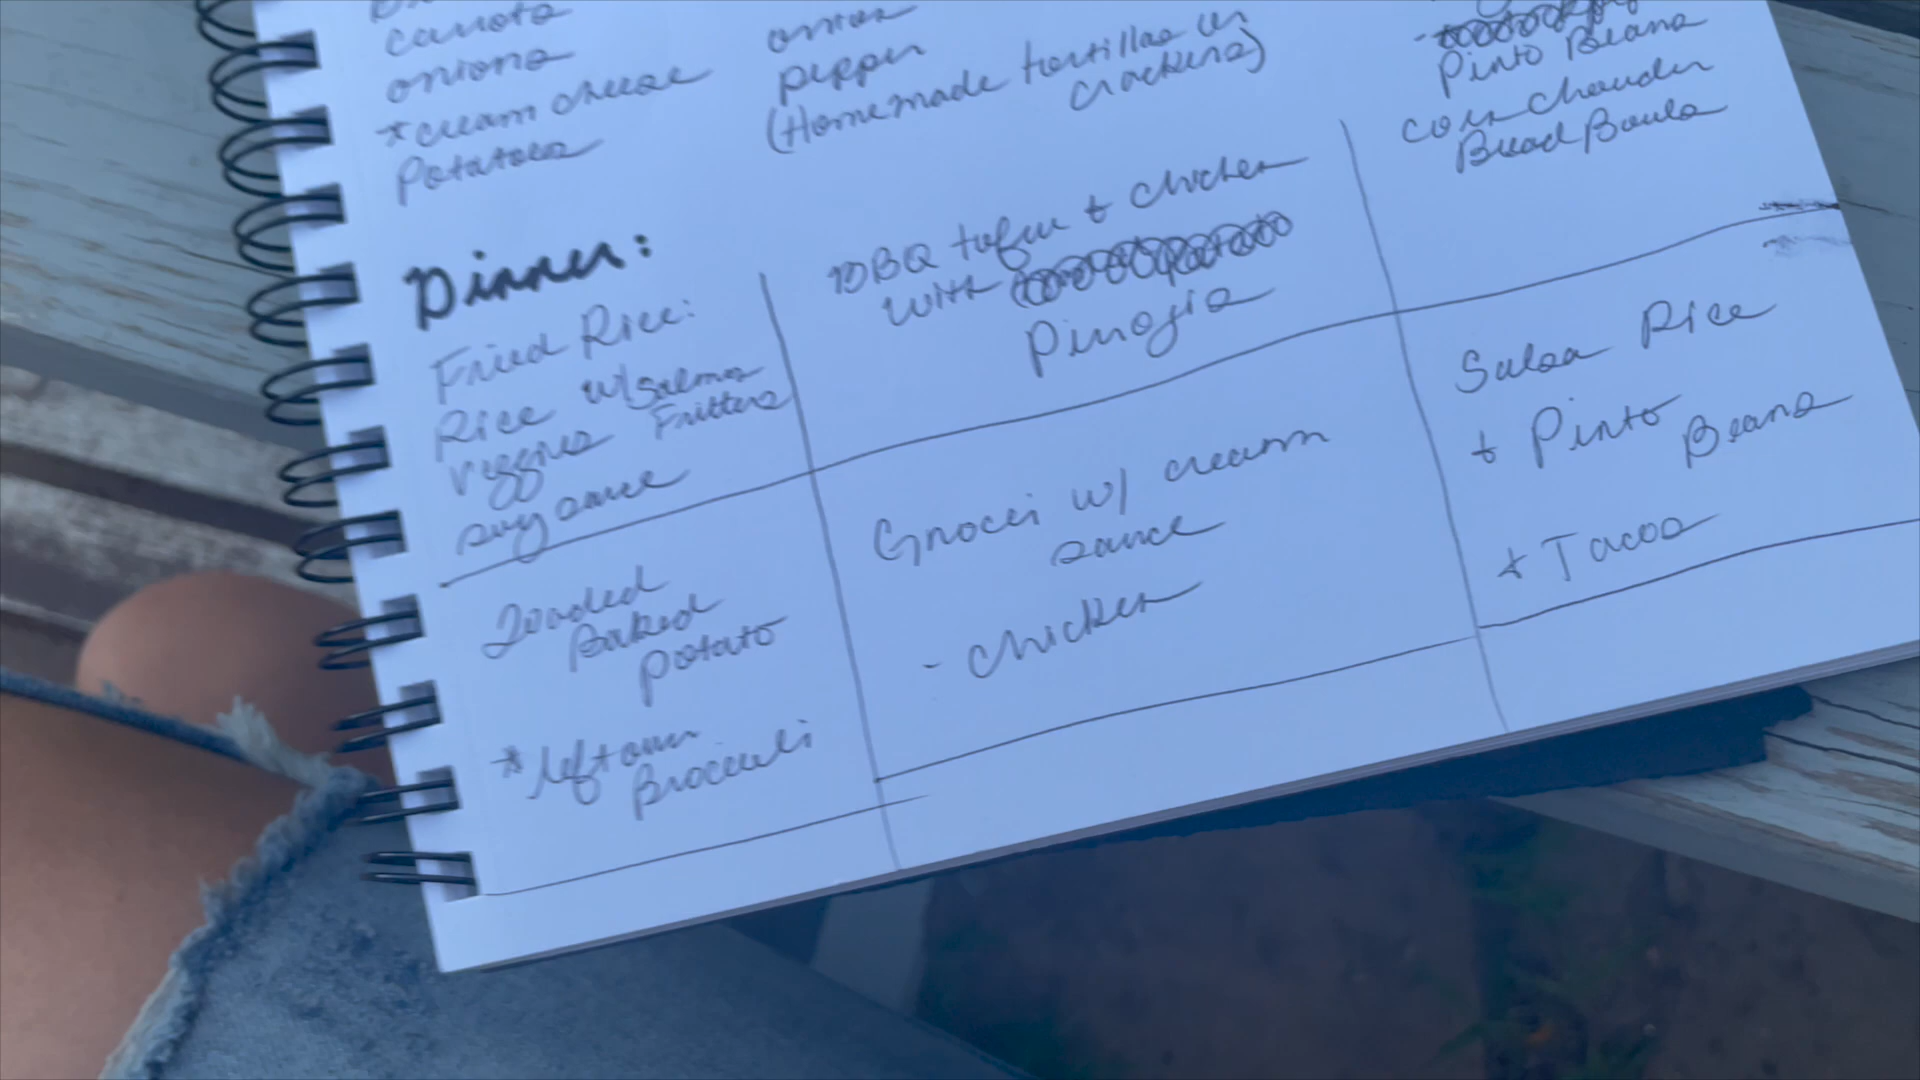 carrots
onions
*cream cheese
Potatoes
onion
pepper
(Homemade tortillas or
crackers)
Pinto Beans
corn chowder
Bread Bowls
Dinner:
Fried Rice:
Rice w/ Salmon
Fritters
veggies
soy sauce
BBQ tofu + chicken
with
Pirogis
Loaded
Baked
potato
*leftover
Broccoli
Gnocci w/ cream
sauce
- chicken
Salsa Rice
+ Pinto
Beans
+ Tacos